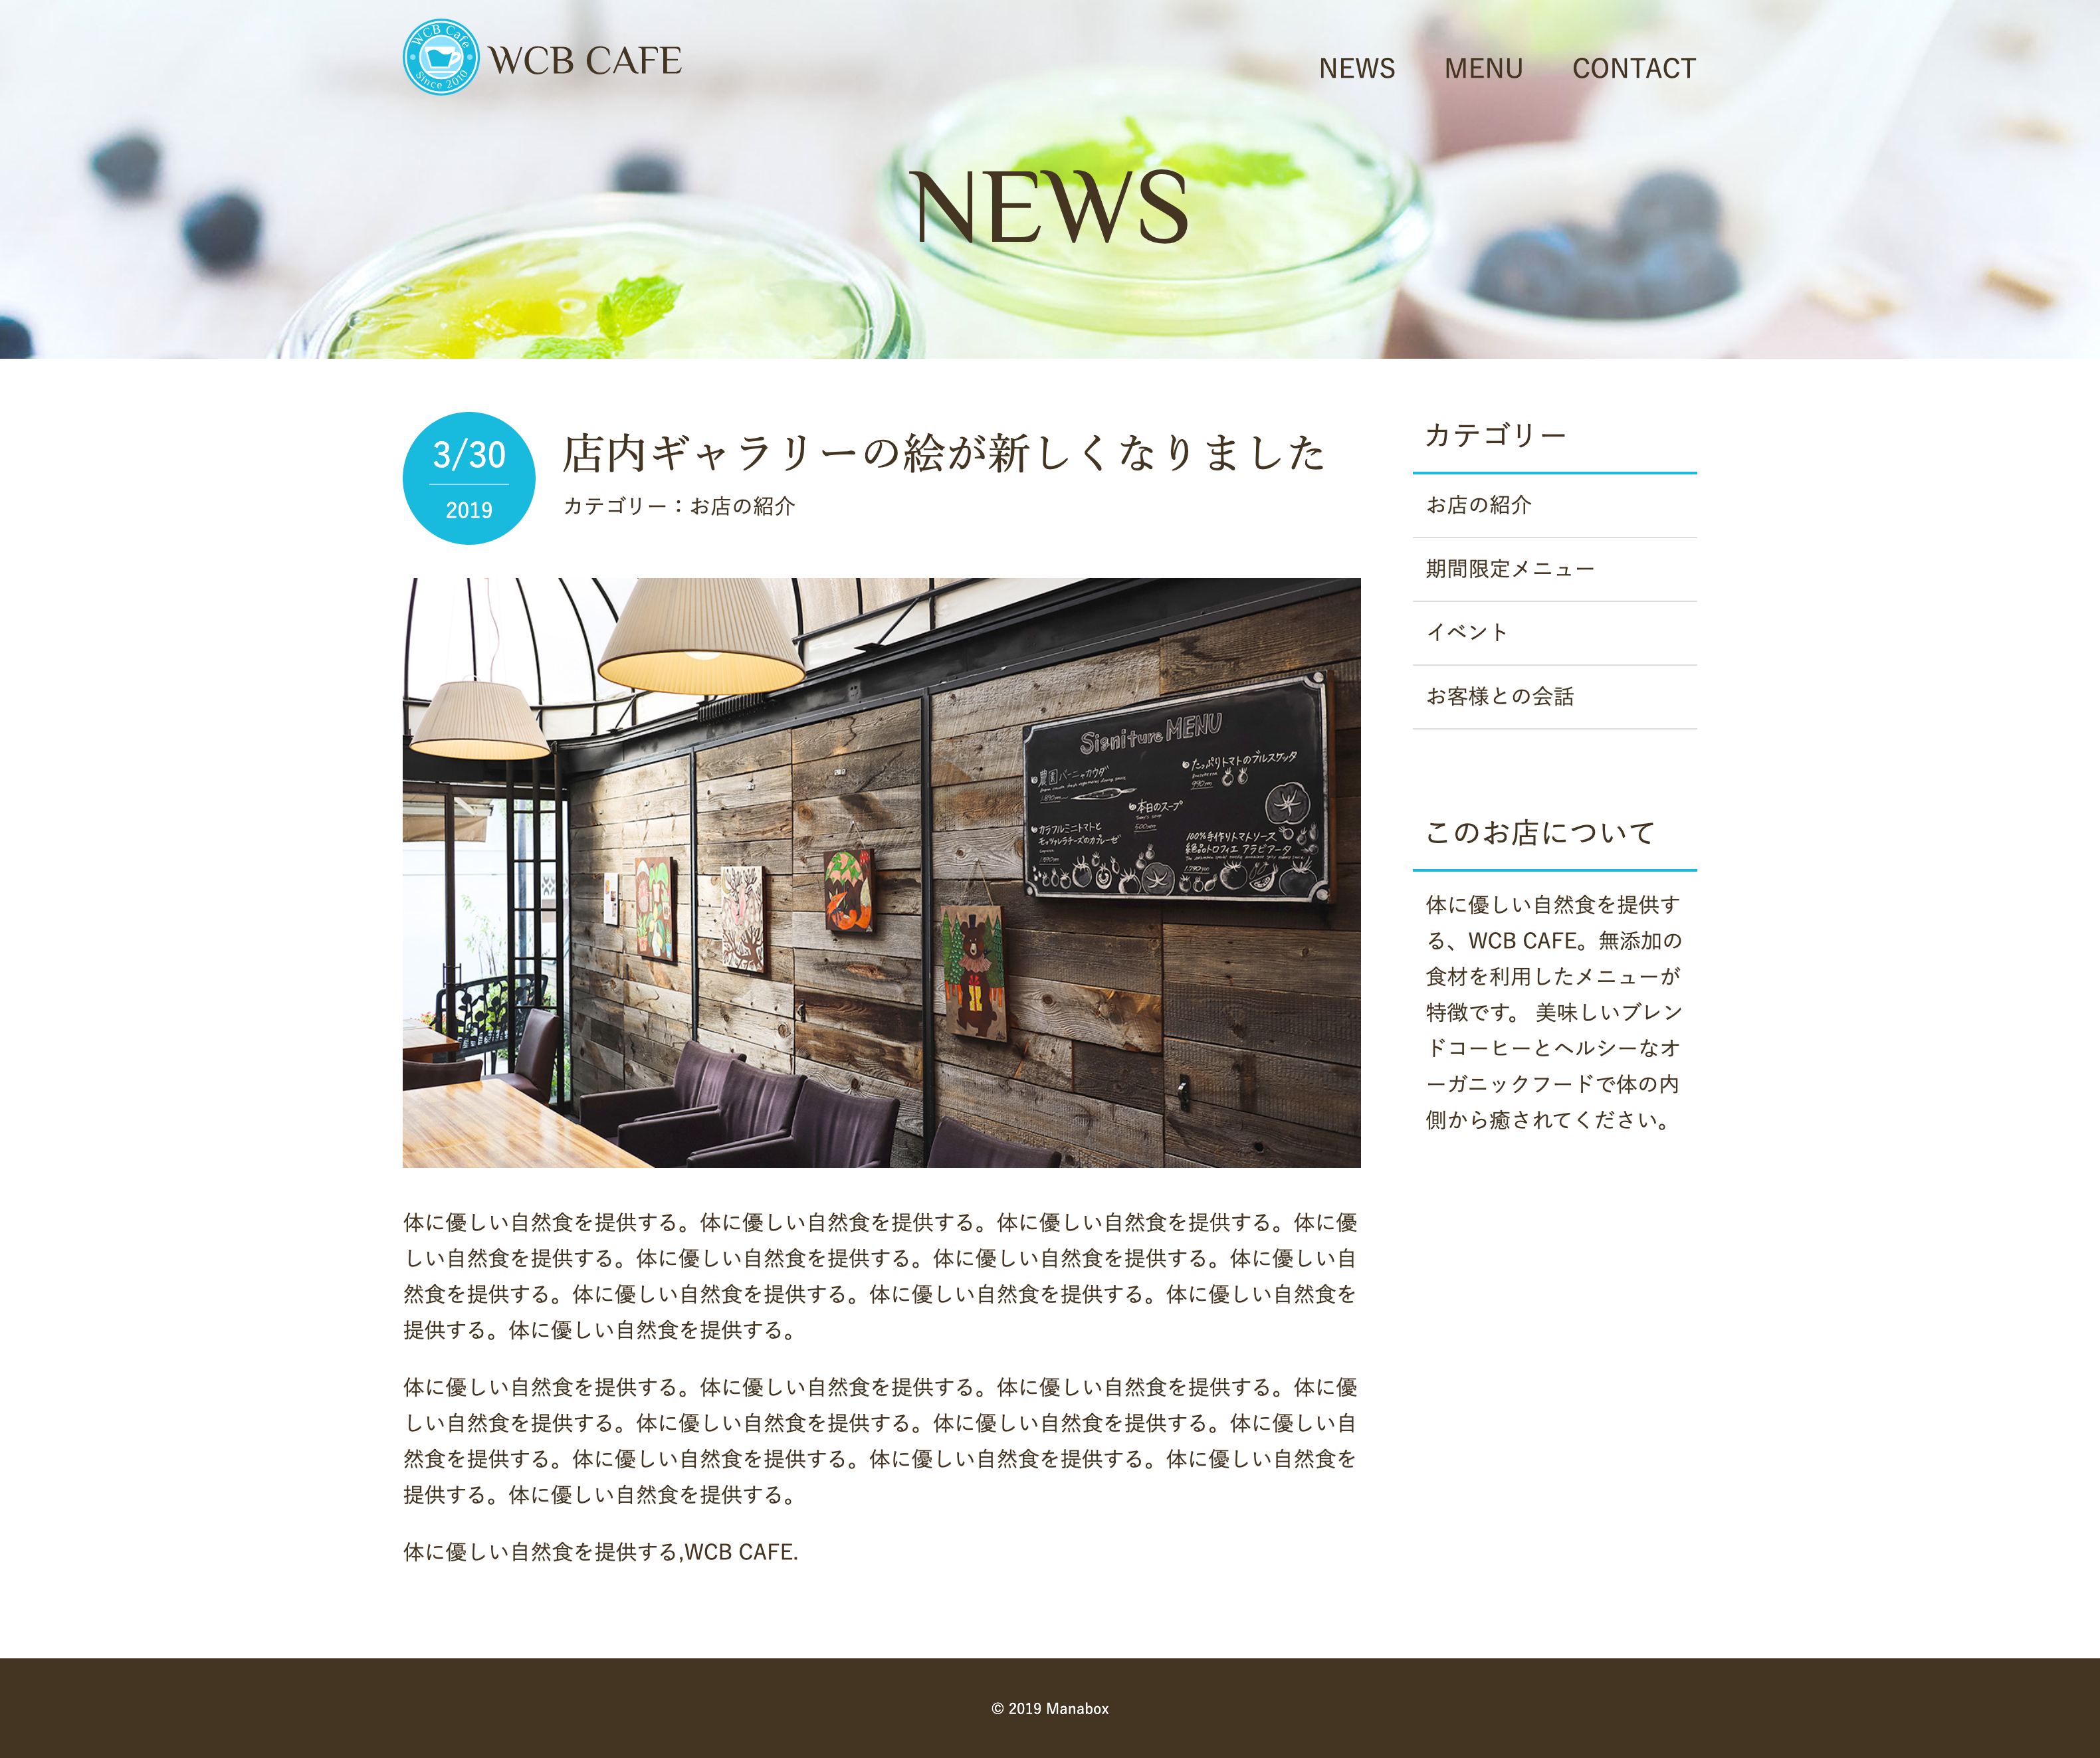 WCB Cafe
Since 2010
WCB CAFE
NEWS
MENU
CONTACT
NEWS
3/30
2019
店内ギャラリーの絵が新しくなりました
カテゴリー：お店の紹介
Signiture MENU
農園バーニャカウダ
たっぷりトマトのブルスケッタ
990yen
本日のスープ
500yen
カラフルミニトマトと
モッツァレラチーズのカプレーゼ
100%手作りトマトソース
絶品トロフィエ アラビアータ
体に優しい自然食を提供する。体に優しい自然食を提供する。体に優しい自然食を提供する。体に優
しい自然食を提供する。体に優しい自然食を提供する。体に優しい自然食を提供する。体に優しい自
然食を提供する。体に優しい自然食を提供する。体に優しい自然食を提供する。体に優しい自然食を
提供する。体に優しい自然食を提供する。
体に優しい自然食を提供する。体に優しい自然食を提供する。体に優しい自然食を提供する。体に優
しい自然食を提供する。体に優しい自然食を提供する。体に優しい自然食を提供する。体に優しい自
然食を提供する。体に優しい自然食を提供する。体に優しい自然食を提供する。体に優しい自然食を
提供する。体に優しい自然食を提供する。
体に優しい自然食を提供する,WCB CAFE.
カテゴリー
お店の紹介
期間限定メニュー
イベント
お客様との会話
このお店について
体に優しい自然食を提供す
る、WCB CAFE。無添加の
食材を利用したメニューが
特徴です。 美味しいブレン
ドコーヒーとヘルシーなオ
ーガニックフードで体の内
側から癒されてください。
© 2019 Manabox